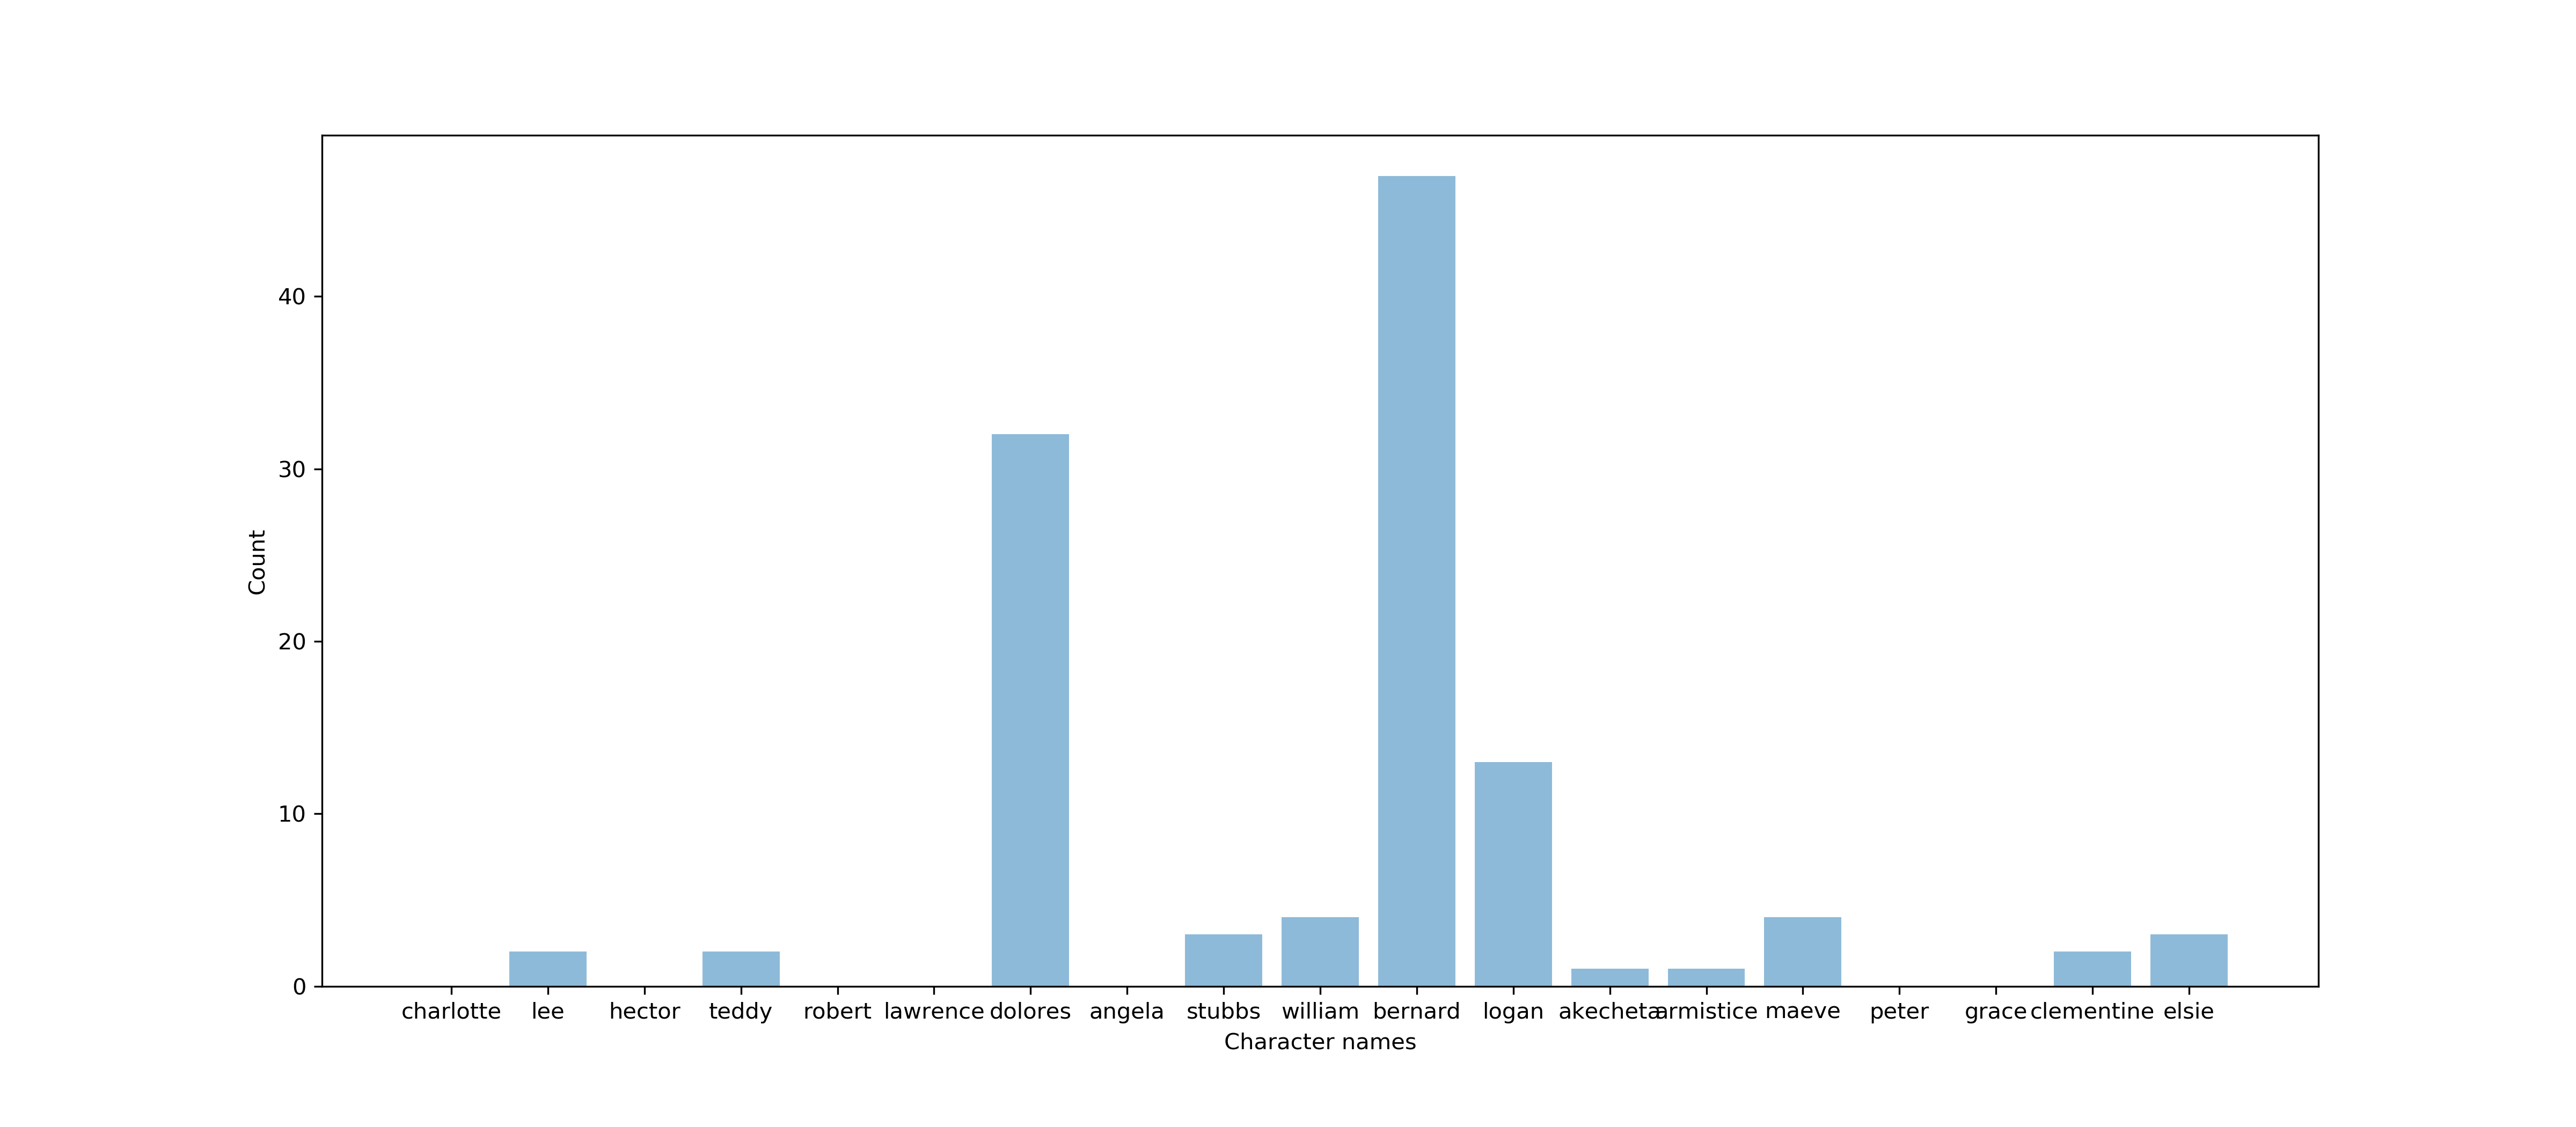 40
30
20
10
0
Count
charlotte lee hector teddy robert lawrence dolores angela stubbs william bernard logan akecheta armistice maeve peter grace clementine elsie
Character names